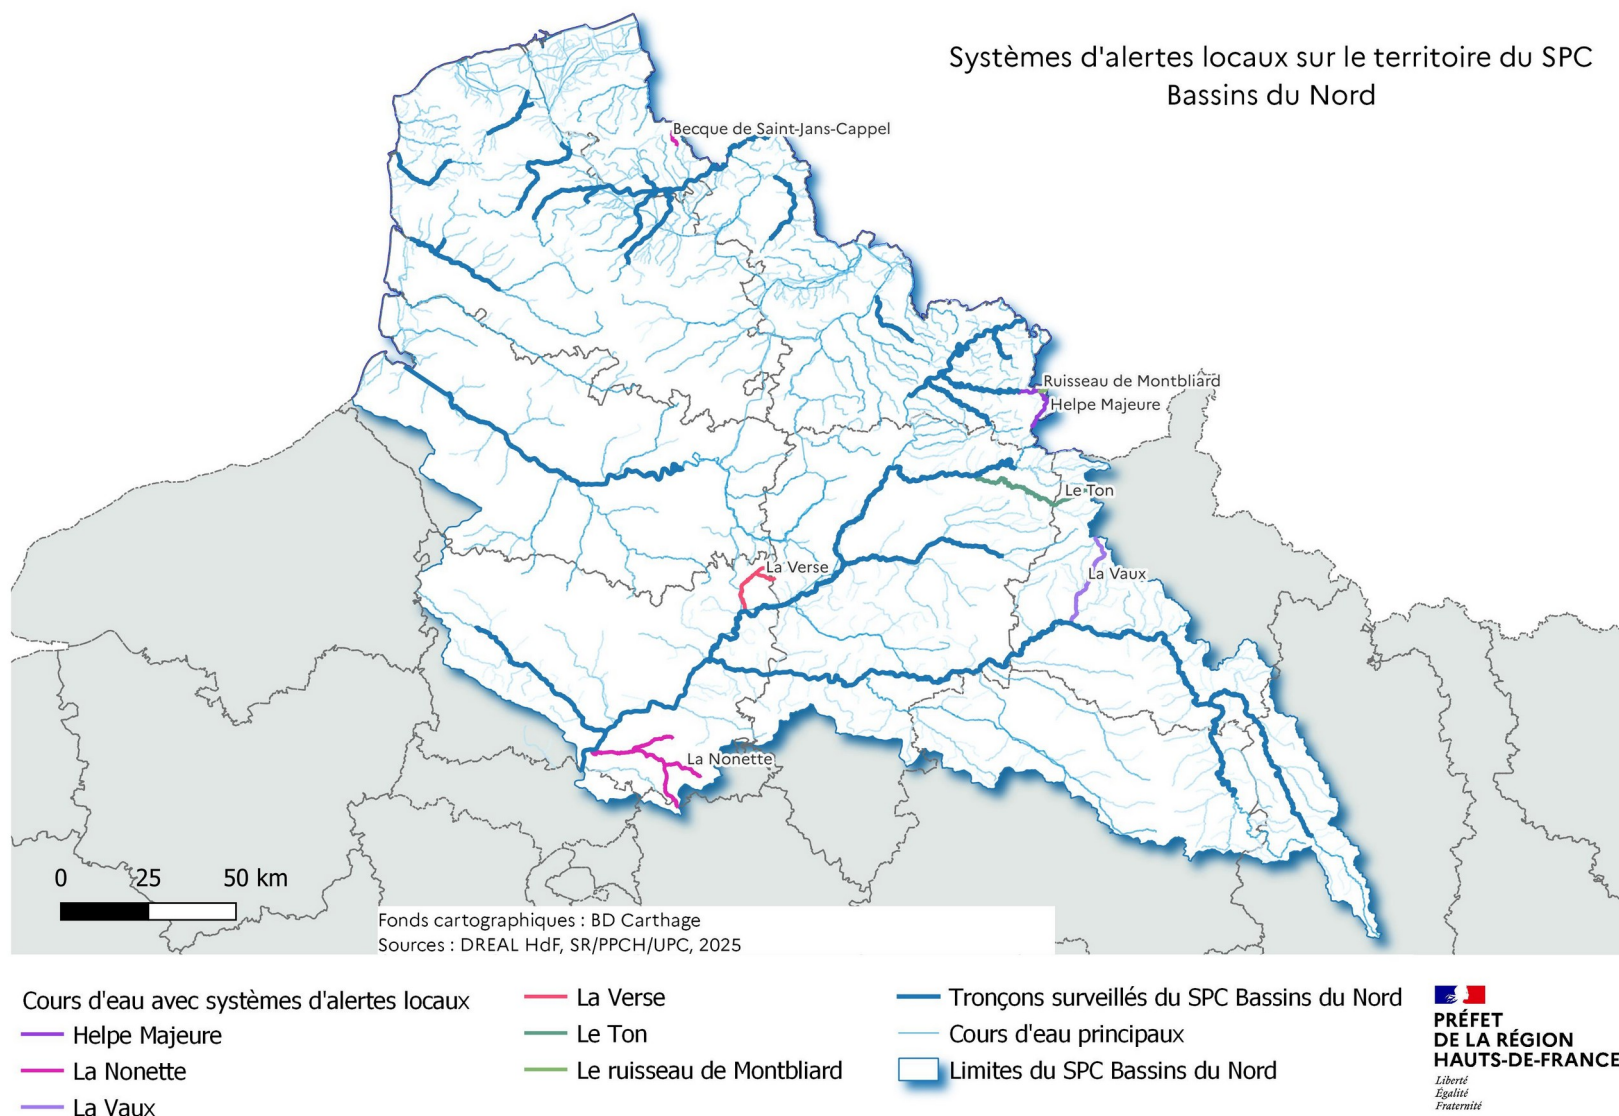 Systèmes d'alertes locaux sur le territoire du SPC
Bassins du Nord
Becque de Saint-Jans-Cappel
Ruisseau de Montbliard
Helpe Majeure
Le Ton
La Verse
La Vaux
La Nonette
0 25 50 km
Fonds cartographiques : BD Carthage
Sources : DREAL HdF, SR/PPCH/UPC, 2025
Cours d'eau avec systèmes d'alertes locaux
Helpe Majeure
La Nonette
La Vaux
La Verse
Le Ton
Le ruisseau de Montbliard
Tronçons surveillés du SPC Bassins du Nord
Cours d'eau principaux
Limites du SPC Bassins du Nord
PRÉFET
DE LA RÉGION
HAUTS-DE-FRANCE
Liberté
Égalité
Fraternité